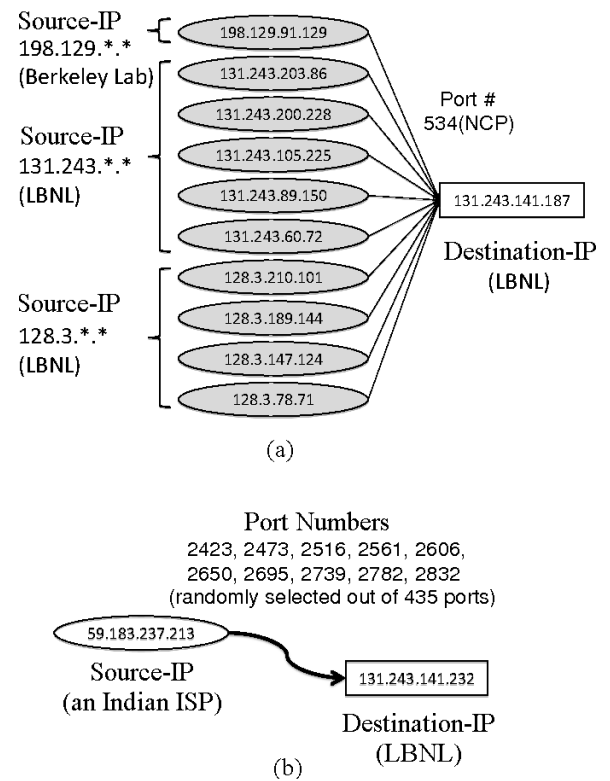 Source-IP
198.129.*.*
(Berkeley Lab)
198.129.91.129
131.243.203.86
131.243.200.228
Source-IP
131.243.*.*
(LBNL)
131.243.105.225
131.243.89.150
131.243.60.72
Source-IP
128.3.*.*
(LBNL)
128.3.210.101
128.3.189.144
128.3.147.124
128.3.78.71
Port #
534(NCP)
131.243.141.187
Destination-IP
(LBNL)
(a)
Port Numbers
2423, 2473, 2516, 2561, 2606,
2650, 2695, 2739, 2782, 2832
(randomly selected out of 435 ports)
59.183.237.213
Source-IP
(an Indian ISP)
131.243.141.232
Destination-IP
(LBNL)
(b)